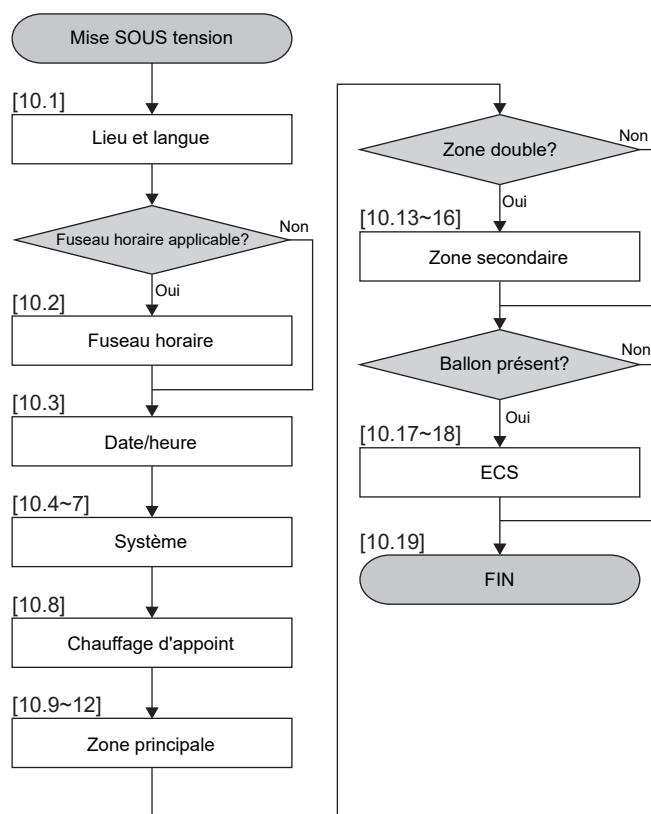 Mise SOUS tension
[10.1]
Lieu et langue
Fuseau horaire applicable?
Non
Oui
[10.2]
Fuseau horaire
[10.3]
Date/heure
[10.4~7]
Système
[10.8]
Chauffage d'appoint
[10.9~12]
Zone principale
Zone double?
Non
Oui
[10.13~16]
Zone secondaire
Ballon présent?
Non
Oui
[10.17~18]
ECS
[10.19]
FIN